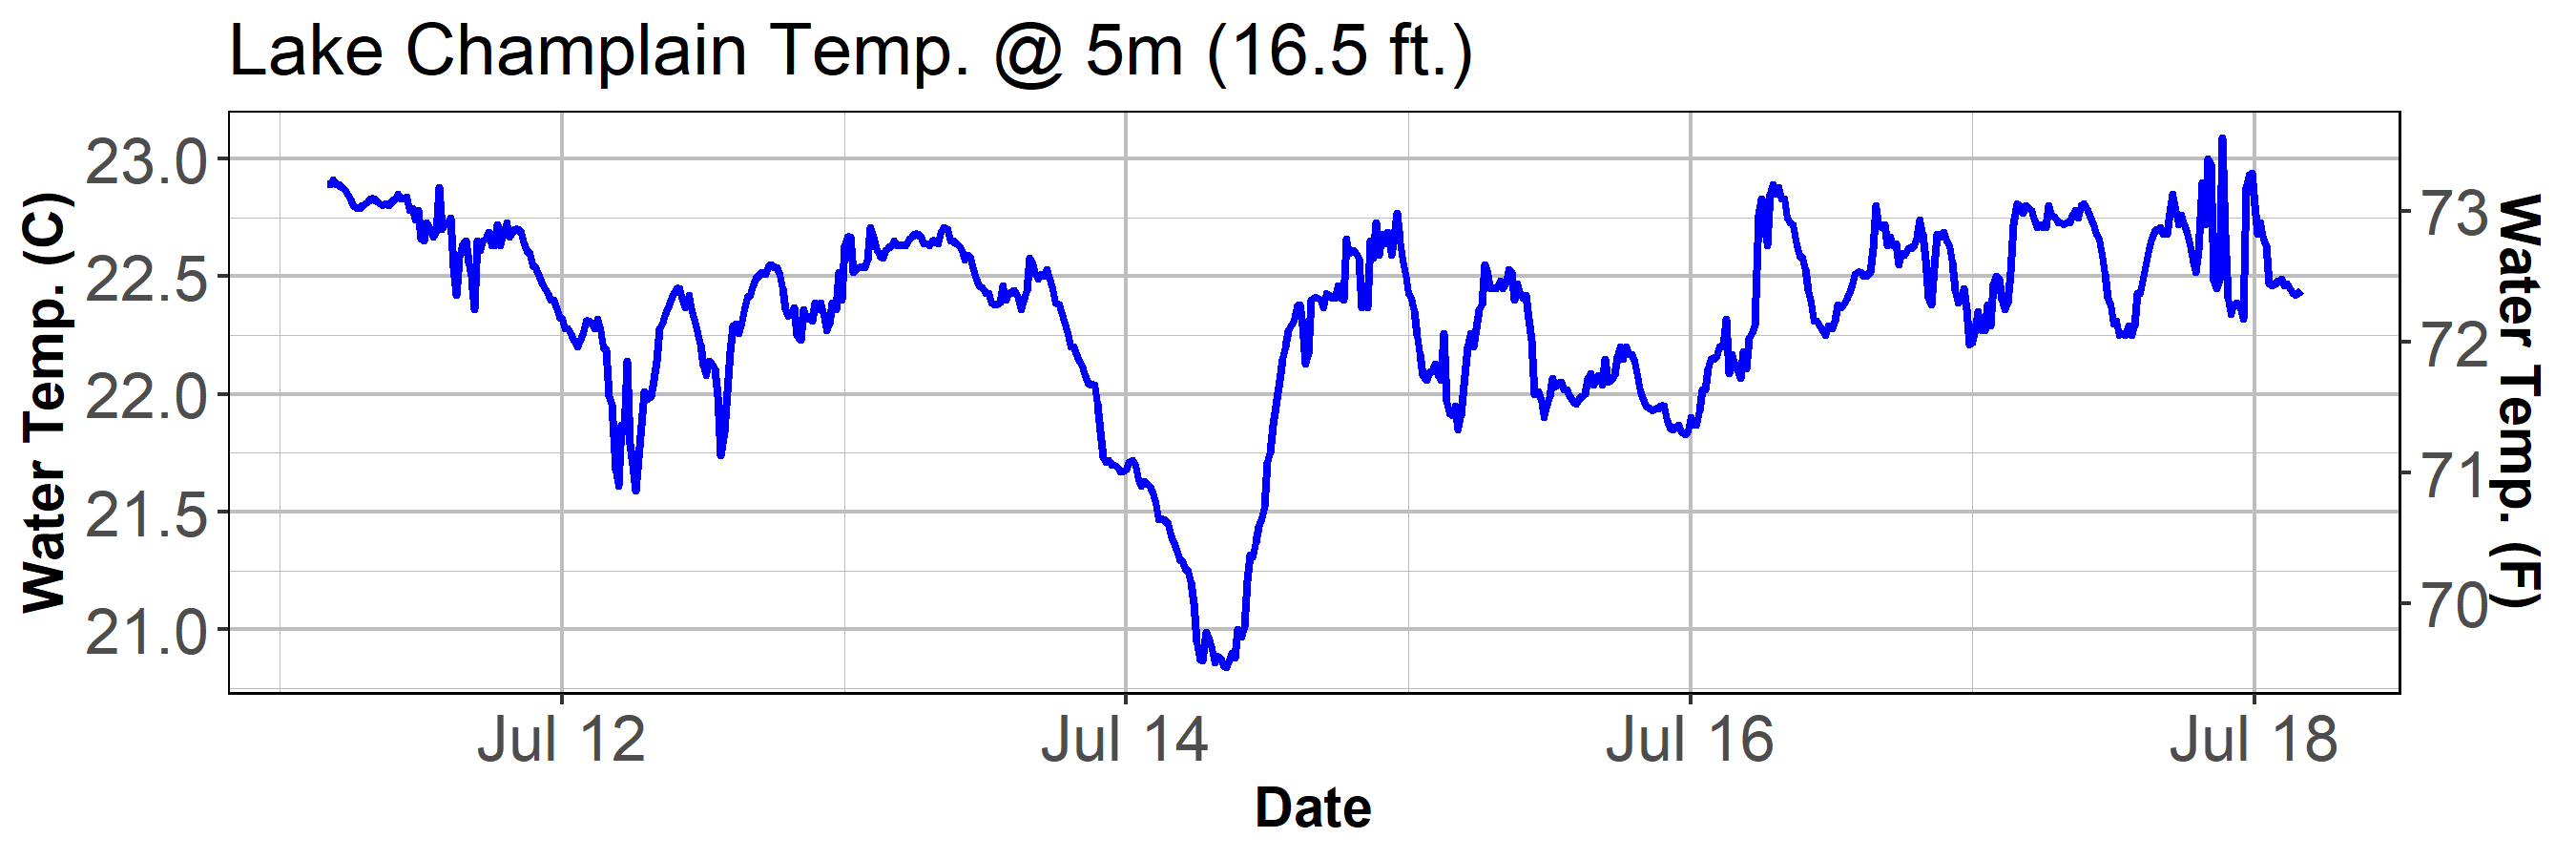 Lake Champlain Temp. @ 5m (16.5 ft.)
Water Temp. (C)
23.0
22.5
22.0
21.5
21.0
73
72
71
70
Water Temp. (F)
Jul 12 Jul 14 Jul 16 Jul 18
Date